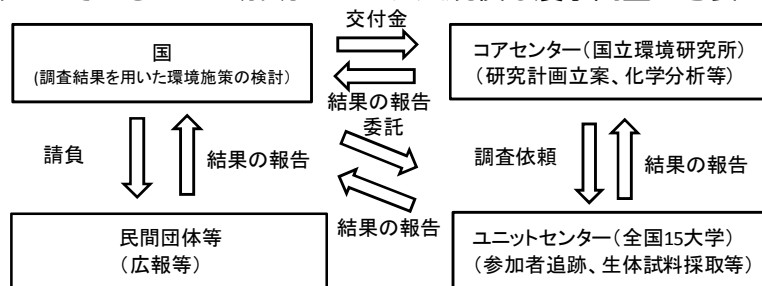 交付金
国
(調査結果を用いた環境施策の検討)
コアセンター(国立環境研究所)
(研究計画立案、化学分析等)
結果の報告
委託
請負
結果の報告
調査依頼
結果の報告
結果の報告
民間団体等
(広報等)
ユニットセンター(全国15大学)
(参加者追跡、生体試料採取等)